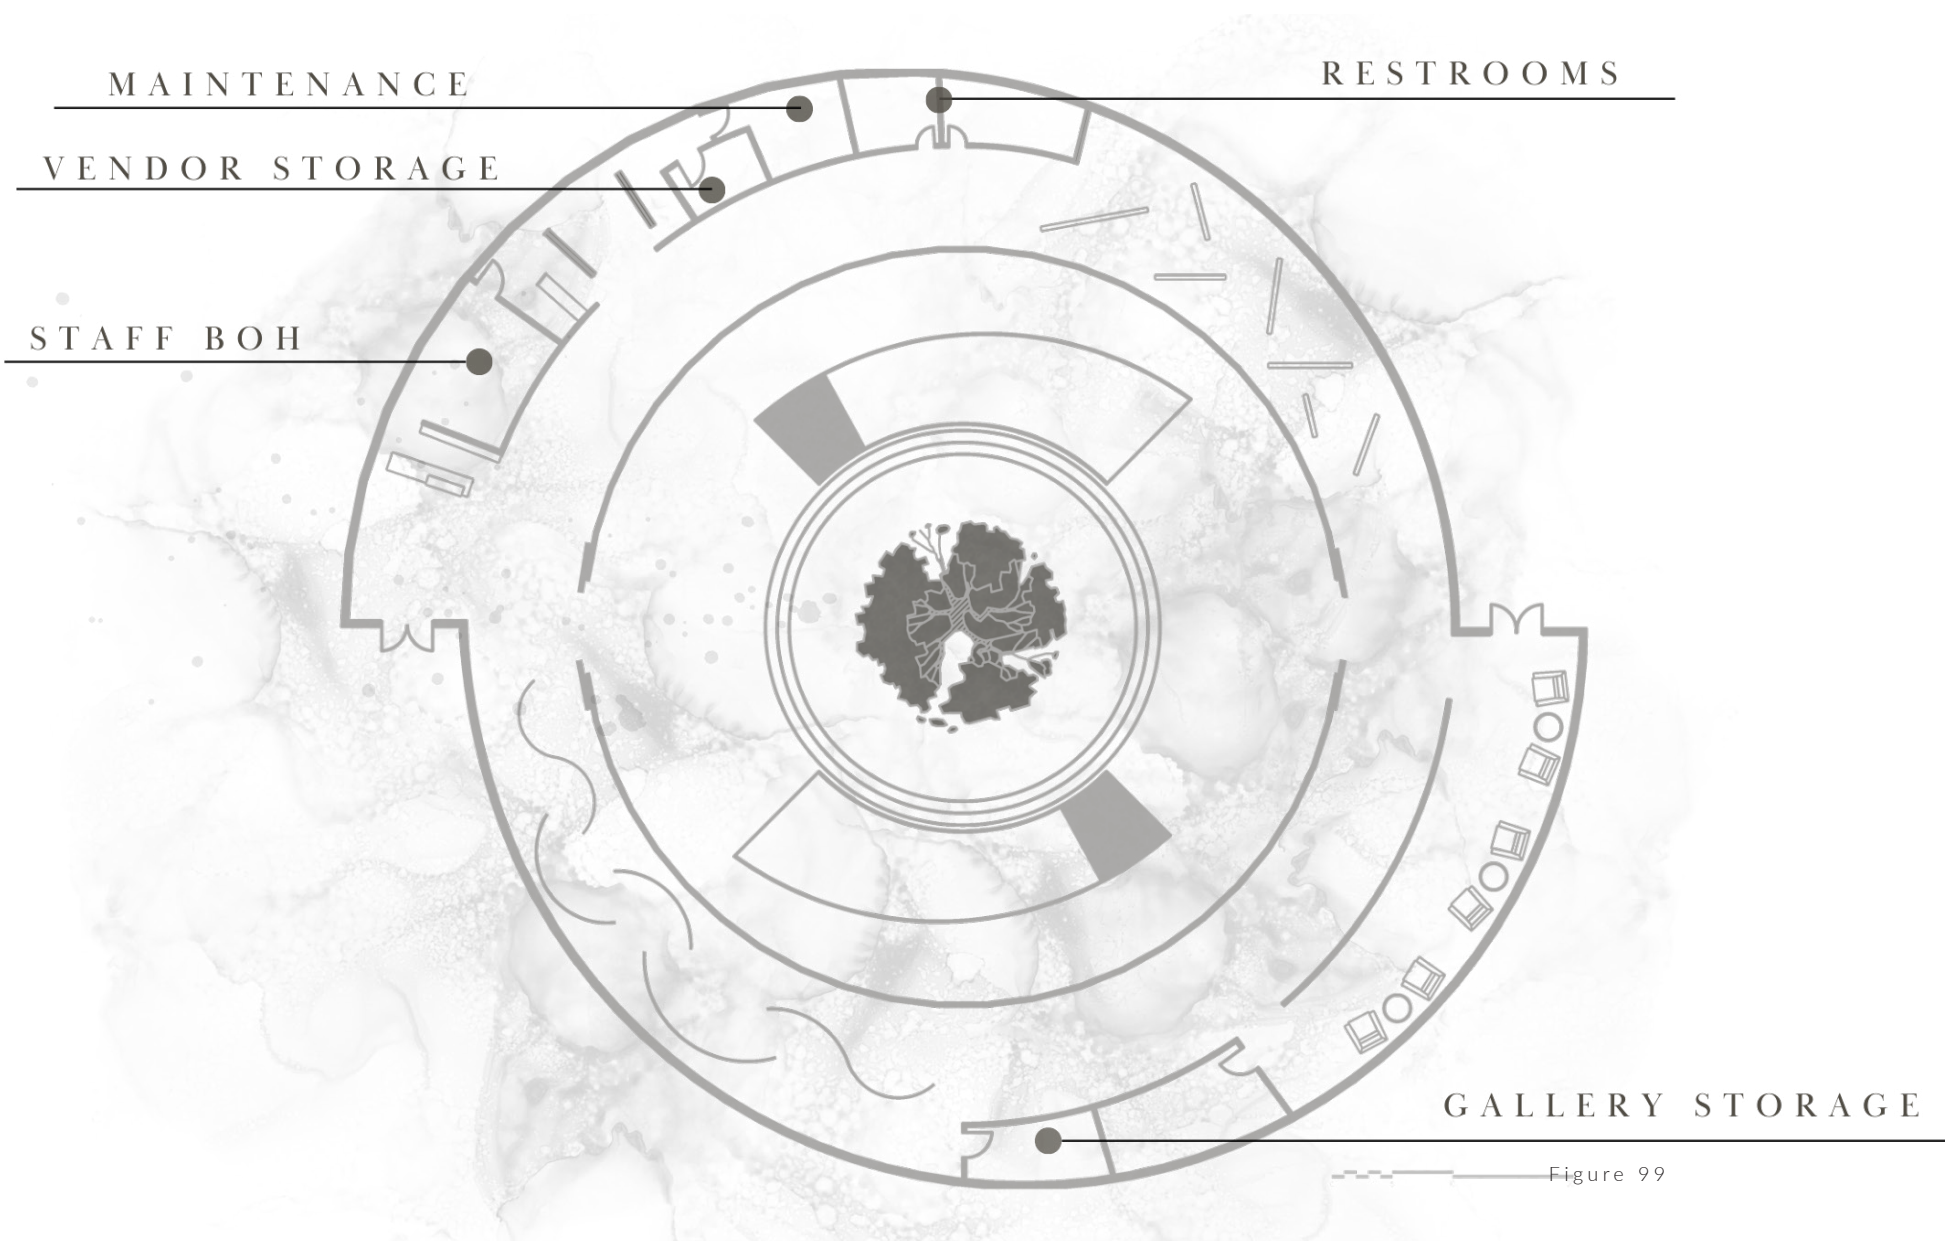 MAINTENANCE
RESTROOMS
VENDOR STORAGE
STAFF BOH
GALLERY STORAGE
Figure 99